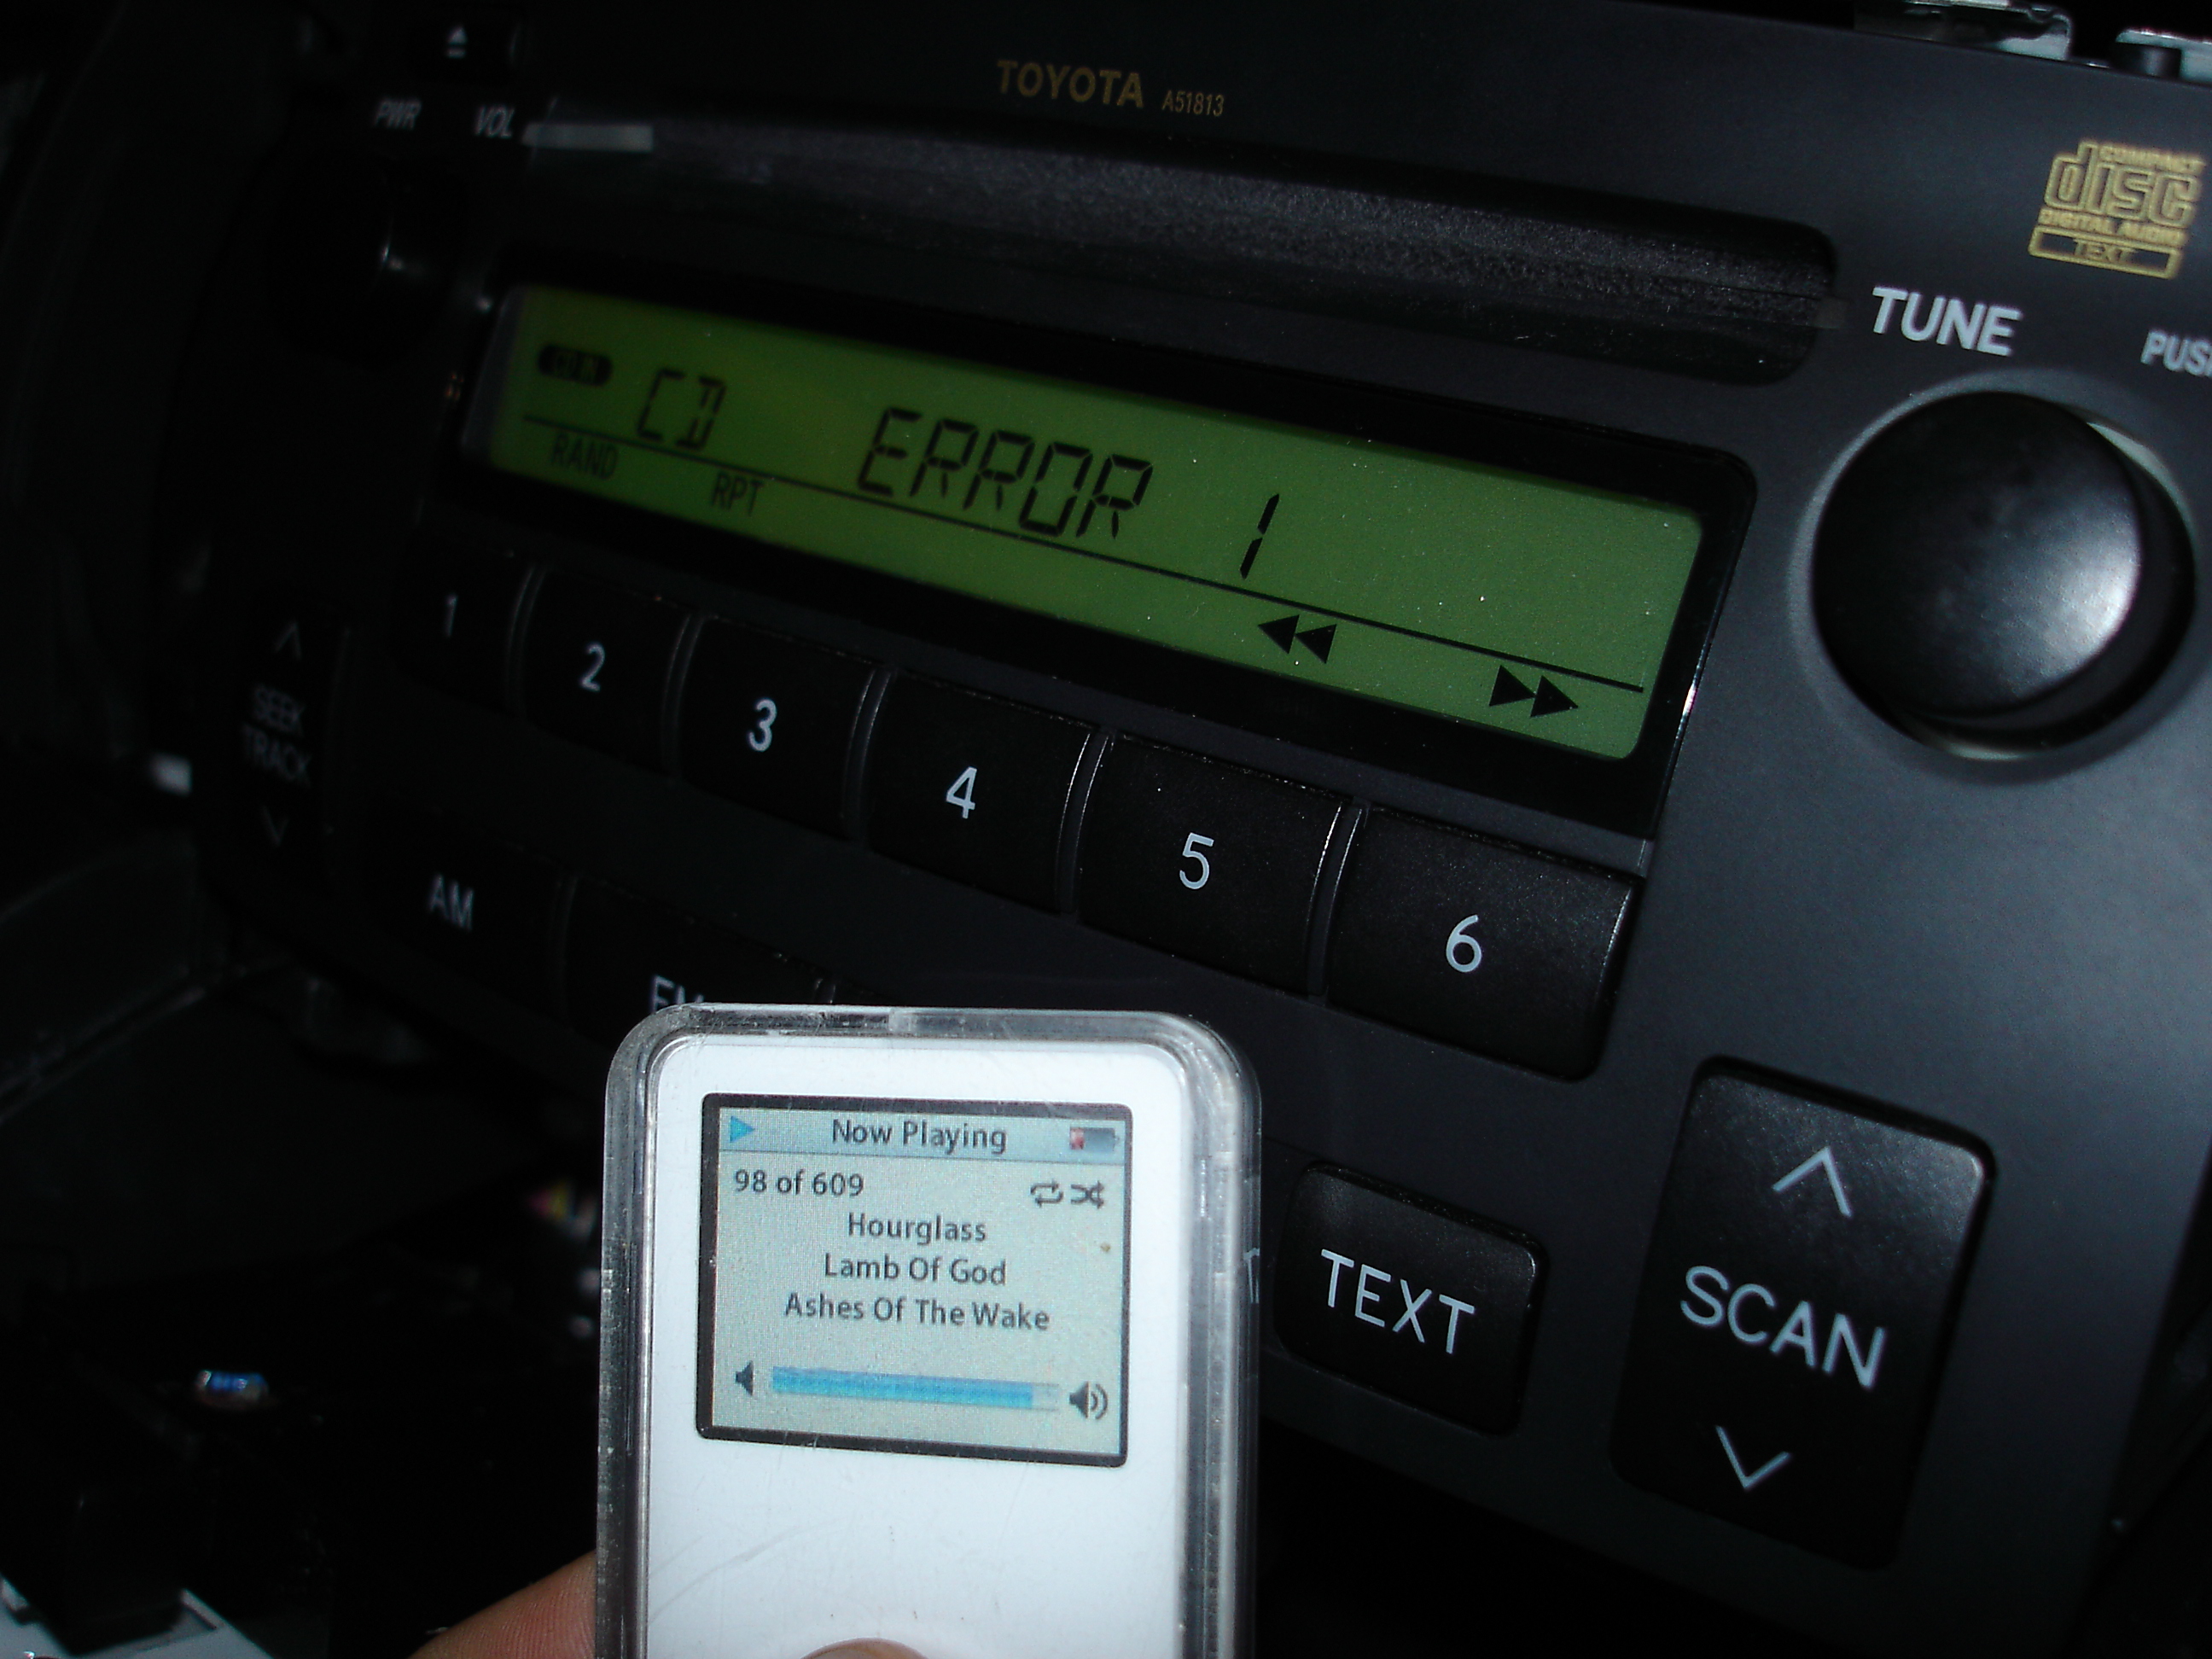 PWR VOL
TOYOTA A51813
COMPACT
disc
DIGITAL AUDIO
TEXT
TUNE
CD ERROR 1
RAND RPT
1 2 3 4 5 6
SEEK
TRACK
AM
TEXT
SCAN
Now Playing
98 of 609
Hourglass
Lamb Of God
Ashes Of The Wake